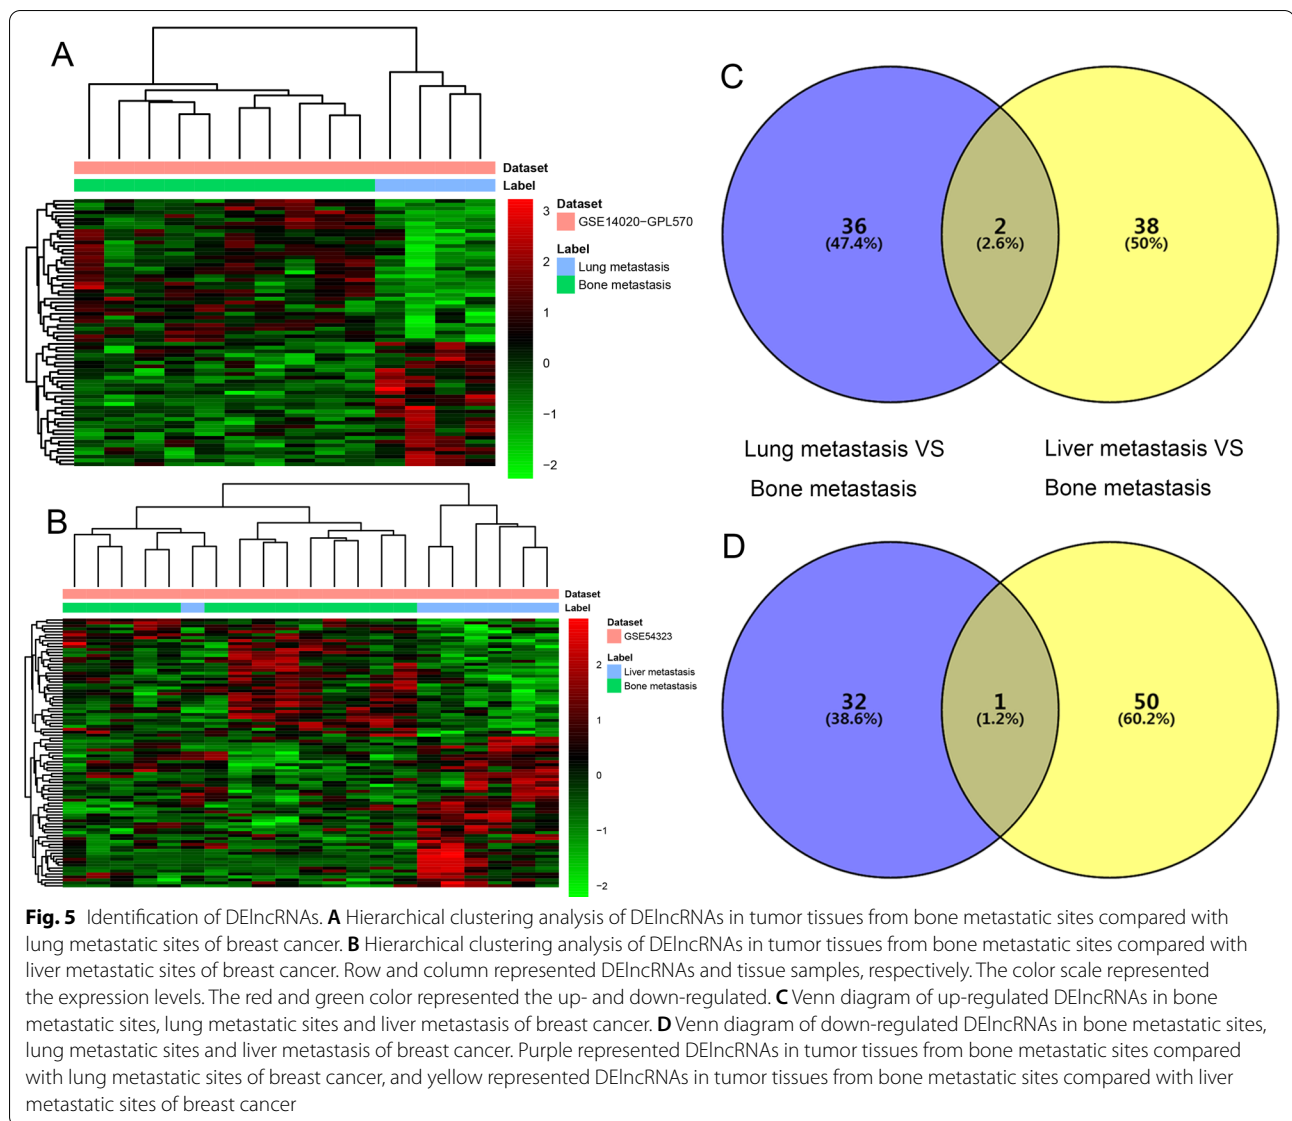 A
Dataset
Label
Dataset
GSE14020-GPL570
Label
Lung metastasis
Bone metastasis
3
2
1
0
−1
−2
B
Dataset
Label
Dataset
GSE54323
Label
Liver metastasis
Bone metastasis
2
1
0
−1
−2
C
36
(47.4%)
2
(2.6%)
38
(50%)
Lung metastasis VS
Bone metastasis
Liver metastasis VS
Bone metastasis
D
32
(38.6%)
1
(1.2%)
50
(60.2%)
Fig. 5 Identification of DElncRNAs. A Hierarchical clustering analysis of DElncRNAs in tumor tissues from bone metastatic sites compared with
lung metastatic sites of breast cancer. B Hierarchical clustering analysis of DElncRNAs in tumor tissues from bone metastatic sites compared with
liver metastatic sites of breast cancer. Row and column represented DElncRNAs and tissue samples, respectively. The color scale represented
the expression levels. The red and green color represented the up- and down-regulated. C Venn diagram of up-regulated DElncRNAs in bone
metastatic sites, lung metastatic sites and liver metastasis of breast cancer. D Venn diagram of down-regulated DElncRNAs in bone metastatic sites,
lung metastatic sites and liver metastasis of breast cancer. Purple represented DElncRNAs in tumor tissues from bone metastatic sites compared
with lung metastatic sites of breast cancer, and yellow represented DElncRNAs in tumor tissues from bone metastatic sites compared with liver
metastatic sites of breast cancer